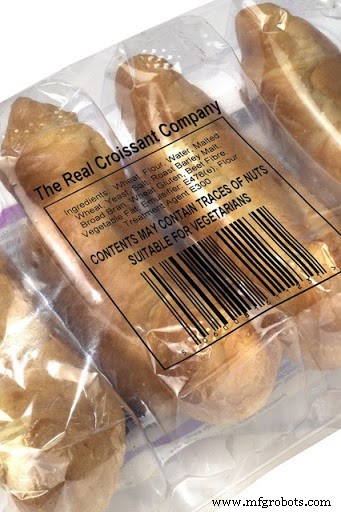 The Real Croissant Company
Ingredients: Wheat Flour, Water, Malted
Wheat, Yeast, Salt, Roast Barley Malt,
Broad Bran, Wheat Gluten, Beet Fibre
Vegetable Fat, Emulsifier: E476(e), Flour
Treatment Agent E300
CONTENTS MAY CONTAIN TRACES OF NUTS
SUITABLE FOR VEGETARIANS
www.mfgrobots.com